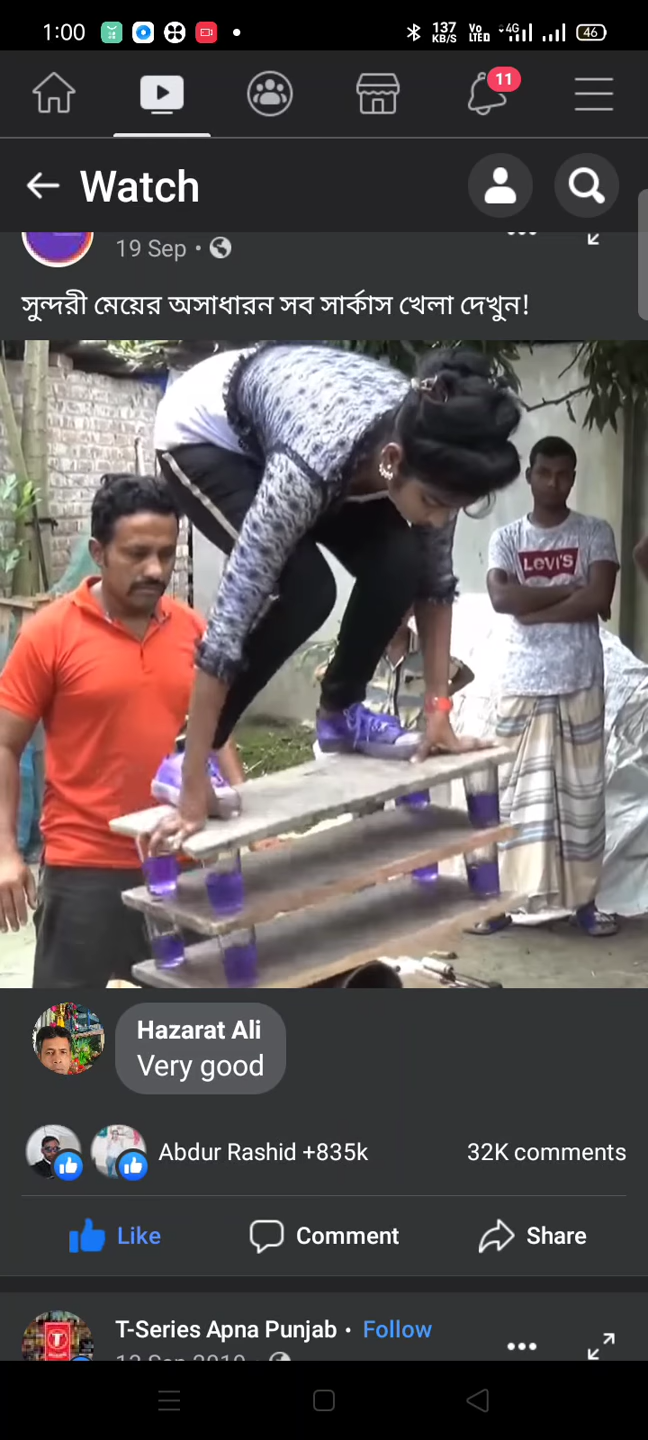 1:00
137 KB/S
Vo LTE D
4G
46
11
Watch
19 Sep
সুন্দরী মেয়ের অসাধারন সব সার্কাস খেলা দেখুন!
LEVI'S
Hazarat Ali
Very good
Abdur Rashid +835k
32K comments
Like
Comment
Share
T-Series Apna Punjab • Follow